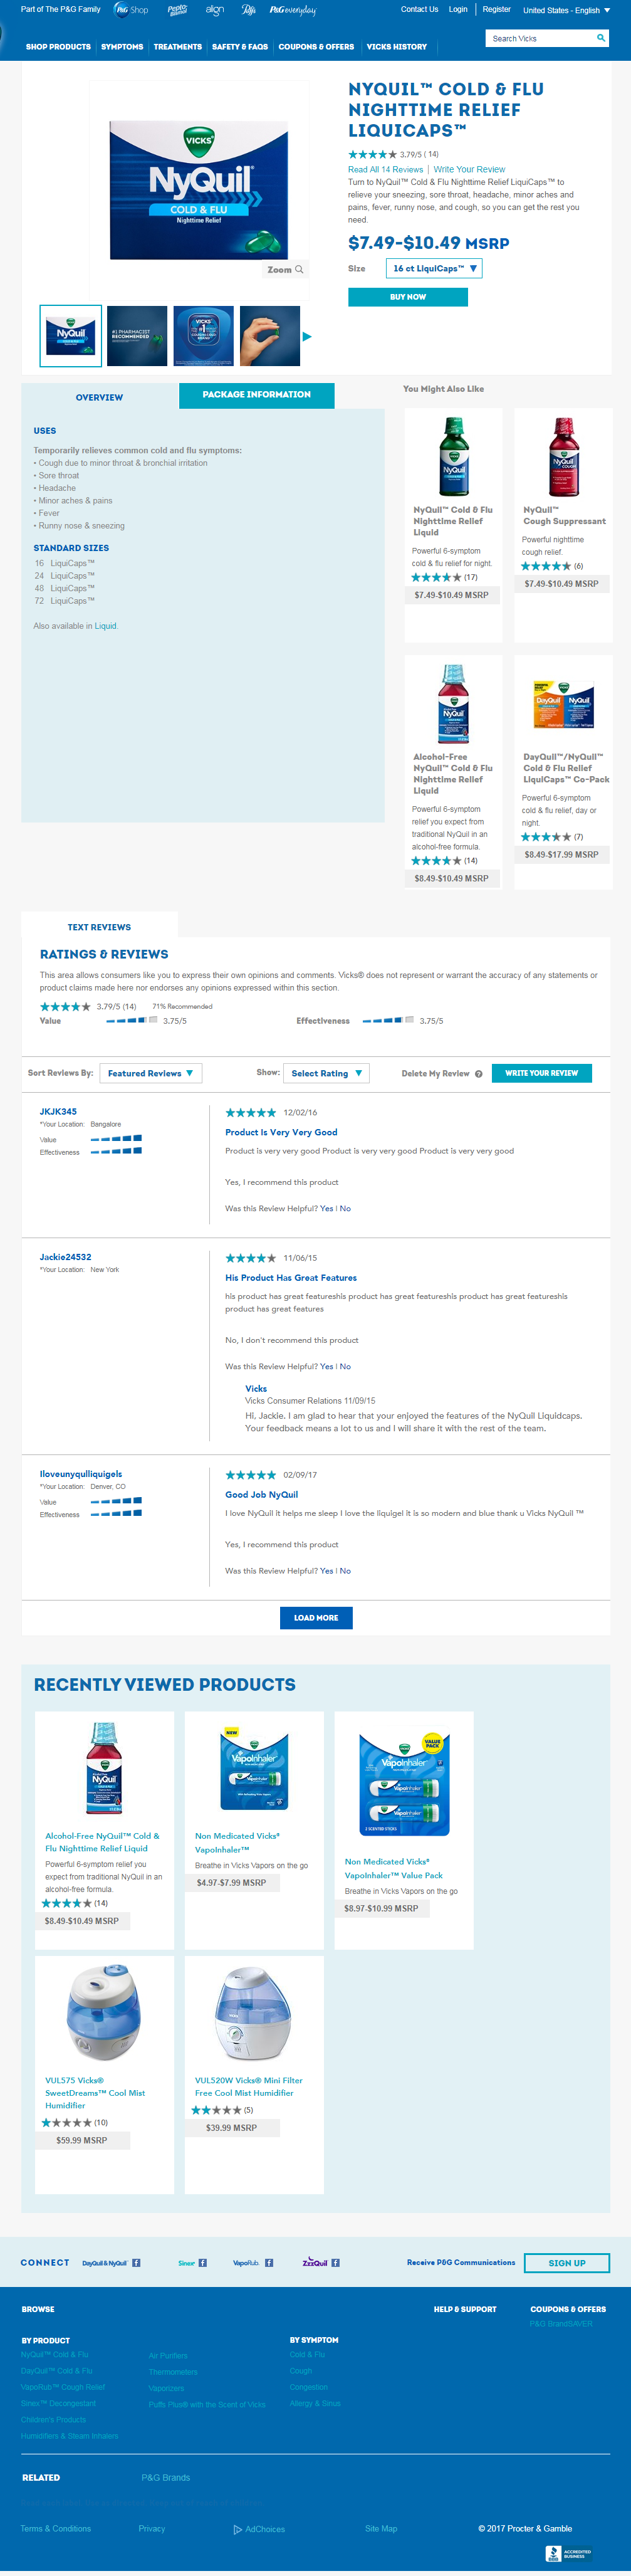 Part of The P&G Family
P&G Shop
Pepto Bismol
align
Puffs
P&G everyday
Contact Us
Login
Register
United States - English
SHOP PRODUCTS
SYMPTOMS
TREATMENTS
SAFETY & FAQS
COUPONS & OFFERS
VICKS HISTORY
Search Vicks
VICKS
NyQuil
COLD & FLU
Nighttime Relief
Zoom
NYQUIL™ COLD & FLU
NIGHTTIME RELIEF
LIQUICAPS™
3.79/5 ( 14)
Read All 14 Reviews | Write Your Review
Turn to NyQuil™ Cold & Flu Nighttime Relief LiquiCaps™ to
relieve your sneezing, sore throat, headache, minor aches and
pains, fever, runny nose, and cough, so you can get the rest you
need.
$7.49-$10.49 MSRP
Size
16 ct LiquiCaps™
BUY NOW
NyQuil
#1 PHARMACIST
RECOMMENDED
VICKS
#1
OVERVIEW
PACKAGE INFORMATION
USES
Temporarily relieves common cold and flu symptoms:
• Cough due to minor throat & bronchial irritation
• Sore throat
• Headache
• Minor aches & pains
• Fever
• Runny nose & sneezing
STANDARD SIZES
16 LiquiCaps™
24 LiquiCaps™
48 LiquiCaps™
72 LiquiCaps™
Also available in Liquid.
You Might Also Like
NyQuil
NyQuil™ Cold & Flu
Nighttime Relief
Liquid
Powerful 6-symptom
cold & flu relief for night.
(17)
$7.49-$10.49 MSRP
NyQuil
COUGH
NyQuil™
Cough Suppressant
Powerful nighttime
cough relief.
(6)
$7.49-$10.49 MSRP
NyQuil
Alcohol-Free
NyQuil™ Cold & Flu
Nighttime Relief
Liquid
Powerful 6-symptom
relief you expect from
traditional NyQuil in an
alcohol-free formula.
(14)
$8.49-$10.49 MSRP
DayQuil NyQuil
DayQuil™/NyQuil™
Cold & Flu Relief
LiquiCaps™ Co-Pack
Powerful 6-symptom
cold & flu relief, day or
night.
(7)
$8.49-$17.99 MSRP
TEXT REVIEWS
RATINGS & REVIEWS
This area allows consumers like you to express their own opinions and comments. Vicks® does not represent or warrant the accuracy of any statements or
product claims made here nor endorses any opinions expressed within this section.
3.79/5 (14)
71% Recommended
Value
3.75/5
Effectiveness
3.75/5
Sort Reviews By:
Featured Reviews
Show:
Select Rating
Delete My Review
WRITE YOUR REVIEW
JKJK345
*Your Location: Bangalore
Value
Effectiveness
12/02/16
Product Is Very Very Good
Product is very very good Product is very very good Product is very very good
Yes, I recommend this product
Was this Review Helpful? Yes | No
Jackie24532
*Your Location: New York
11/06/15
His Product Has Great Features
his product has great featureshis product has great featureshis product has great featureshis
product has great features
No, I don't recommend this product
Was this Review Helpful? Yes | No
Vicks
Vicks Consumer Relations 11/09/15
Hi, Jackie. I am glad to hear that your enjoyed the features of the NyQuil Liquidcaps.
Your feedback means a lot to us and I will share it with the rest of the team.
Iloveunyqulliquigels
*Your Location: Denver, CO
Value
Effectiveness
02/09/17
Good Job NyQuil
I love NyQuil it helps me sleep I love the liquigel it is so modern and blue thank u Vicks NyQuil ™
Yes, I recommend this product
Was this Review Helpful? Yes | No
LOAD MORE
RECENTLY VIEWED PRODUCTS
NyQuil
Alcohol-Free NyQuil™ Cold &
Flu Nighttime Relief Liquid
Powerful 6-symptom relief you
expect from traditional NyQuil in an
alcohol-free formula.
(14)
$8.49-$10.49 MSRP
NEW
VapoInhaler
Non Medicated Vicks®
VapoInhaler™
Breathe in Vicks Vapors on the go
$4.97-$7.99 MSRP
VALUE
PACK
VapoInhaler
Non Medicated Vicks®
VapoInhaler™ Value Pack
Breathe in Vicks Vapors on the go
$8.97-$10.99 MSRP
VUL575 Vicks®
SweetDreams™ Cool Mist
Humidifier
(10)
$59.99 MSRP
VUL520W Vicks® Mini Filter
Free Cool Mist Humidifier
(5)
$39.99 MSRP
CONNECT
DayQuil & NyQuil
Sinex
VapoRub
ZzzQuil
Receive P&G Communications
SIGN UP
BROWSE
HELP & SUPPORT
COUPONS & OFFERS
P&G BrandSAVER
BY PRODUCT
NyQuil™ Cold & Flu
DayQuil™ Cold & Flu
VapoRub™ Cough Relief
Sinex™ Decongestant
Children's Products
Humidifiers & Steam Inhalers
Air Purifiers
Thermometers
Vaporizers
Puffs Plus® with the Scent of Vicks
BY SYMPTOM
Cold & Flu
Cough
Congestion
Allergy & Sinus
RELATED
P&G Brands
Terms & Conditions
Privacy
AdChoices
Site Map
© 2017 Procter & Gamble
BBB
ACCREDITED
BUSINESS